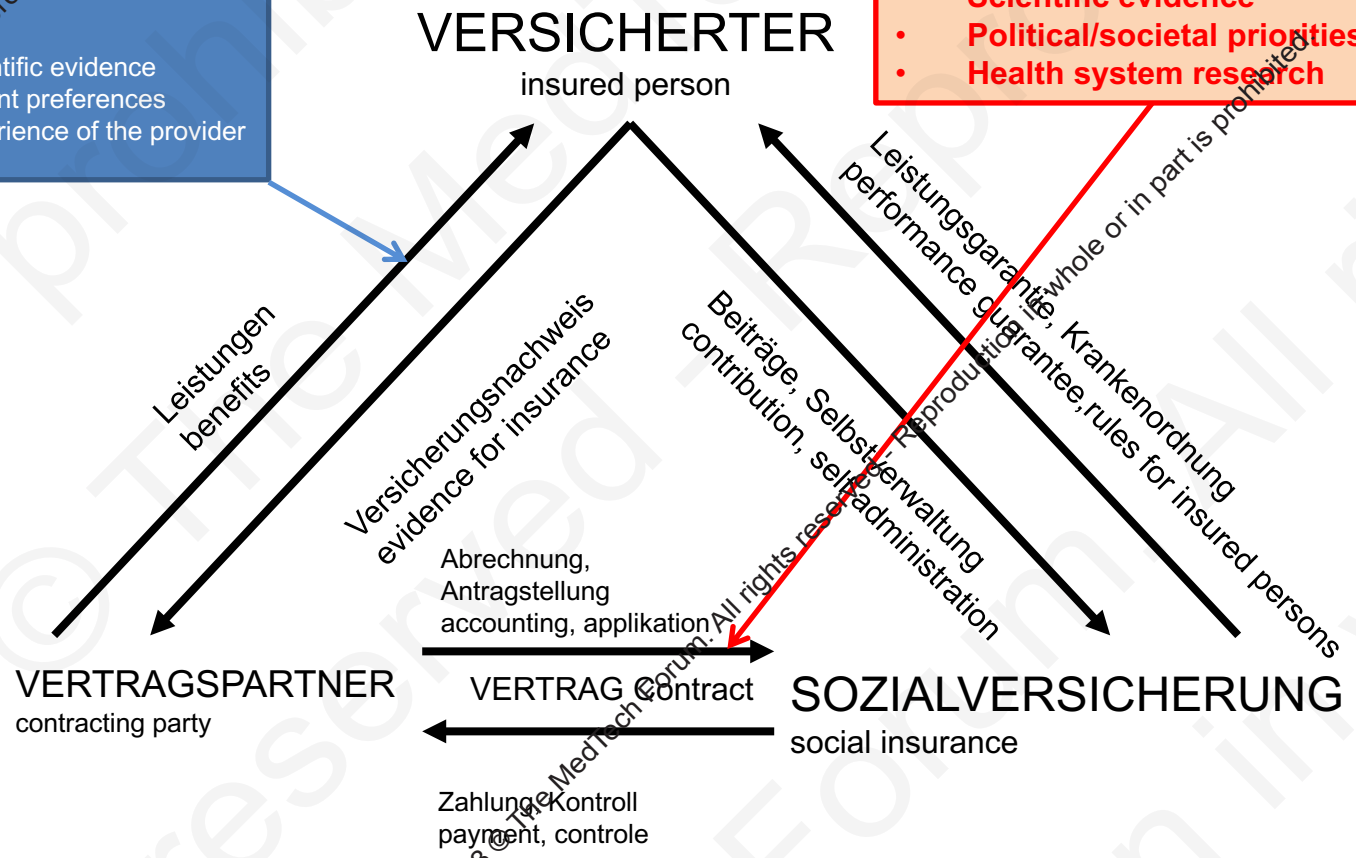 VERSICHERTER
insured person
ntific evidence
nt preferences
rience of the provider
Scientific evidence
• Political/societal priorities
• Health system research
Leistungen
benefits
Versicherungsnachweis
evidence for insurance
Beiträge, Selbstverwaltung
contribution, selfadministration
Leistungsgarantie, Krankenordnung
performance guarantee,rules for insured persons
Abrechnung,
Antragstellung
accounting, applikation
VERTRAGSPARTNER
contracting party
VERTRAG Contract
SOZIALVERSICHERUNG
social insurance
Zahlung, Kontroll
payment, controle
© The MedTech Forum. All rights reserved - Reproduction in whole or in part is prohibited.